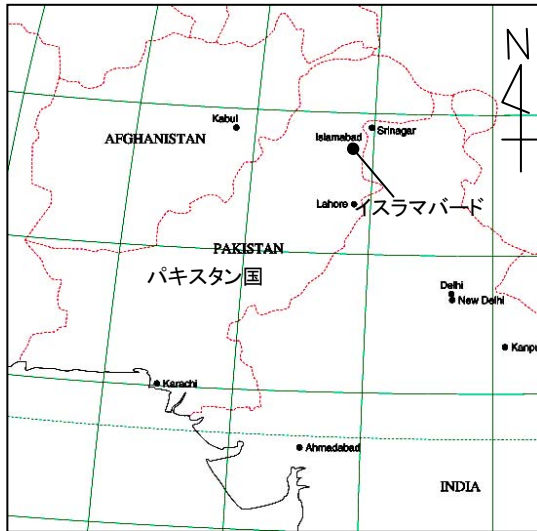 N
Kabul
AFGHANISTAN
Islamabad
Srinagar
Lahore
イスラマバード
PAKISTAN
パキスタン国
Delhi
New Delhi
Kanpu
Karachi
Ahmadabad
INDIA